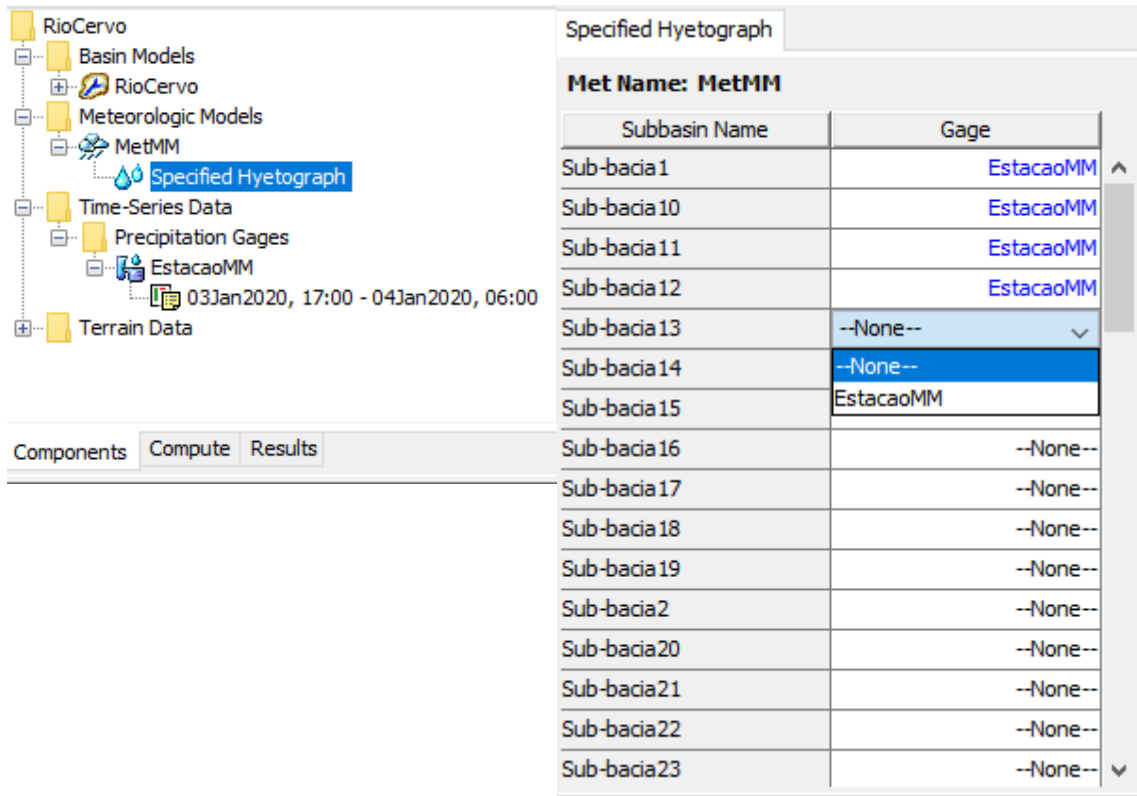 RioCervo
Basin Models
RioCervo
Meteorologic Models
MetMM
Specified Hyetograph
Time-Series Data
Precipitation Gages
EstacaoMM
03Jan2020, 17:00 - 04Jan2020, 06:00
Terrain Data
Components Compute Results
Specified Hyetograph
Met Name: MetMM
Subbasin Name Gage
Sub-bacia1 EstacaoMM
Sub-bacia10 EstacaoMM
Sub-bacia11 EstacaoMM
Sub-bacia12 EstacaoMM
Sub-bacia13 --None--
Sub-bacia14 --None--
Sub-bacia15 EstacaoMM
Sub-bacia16 --None--
Sub-bacia17 --None--
Sub-bacia18 --None--
Sub-bacia19 --None--
Sub-bacia2 --None--
Sub-bacia20 --None--
Sub-bacia21 --None--
Sub-bacia22 --None--
Sub-bacia23 --None--